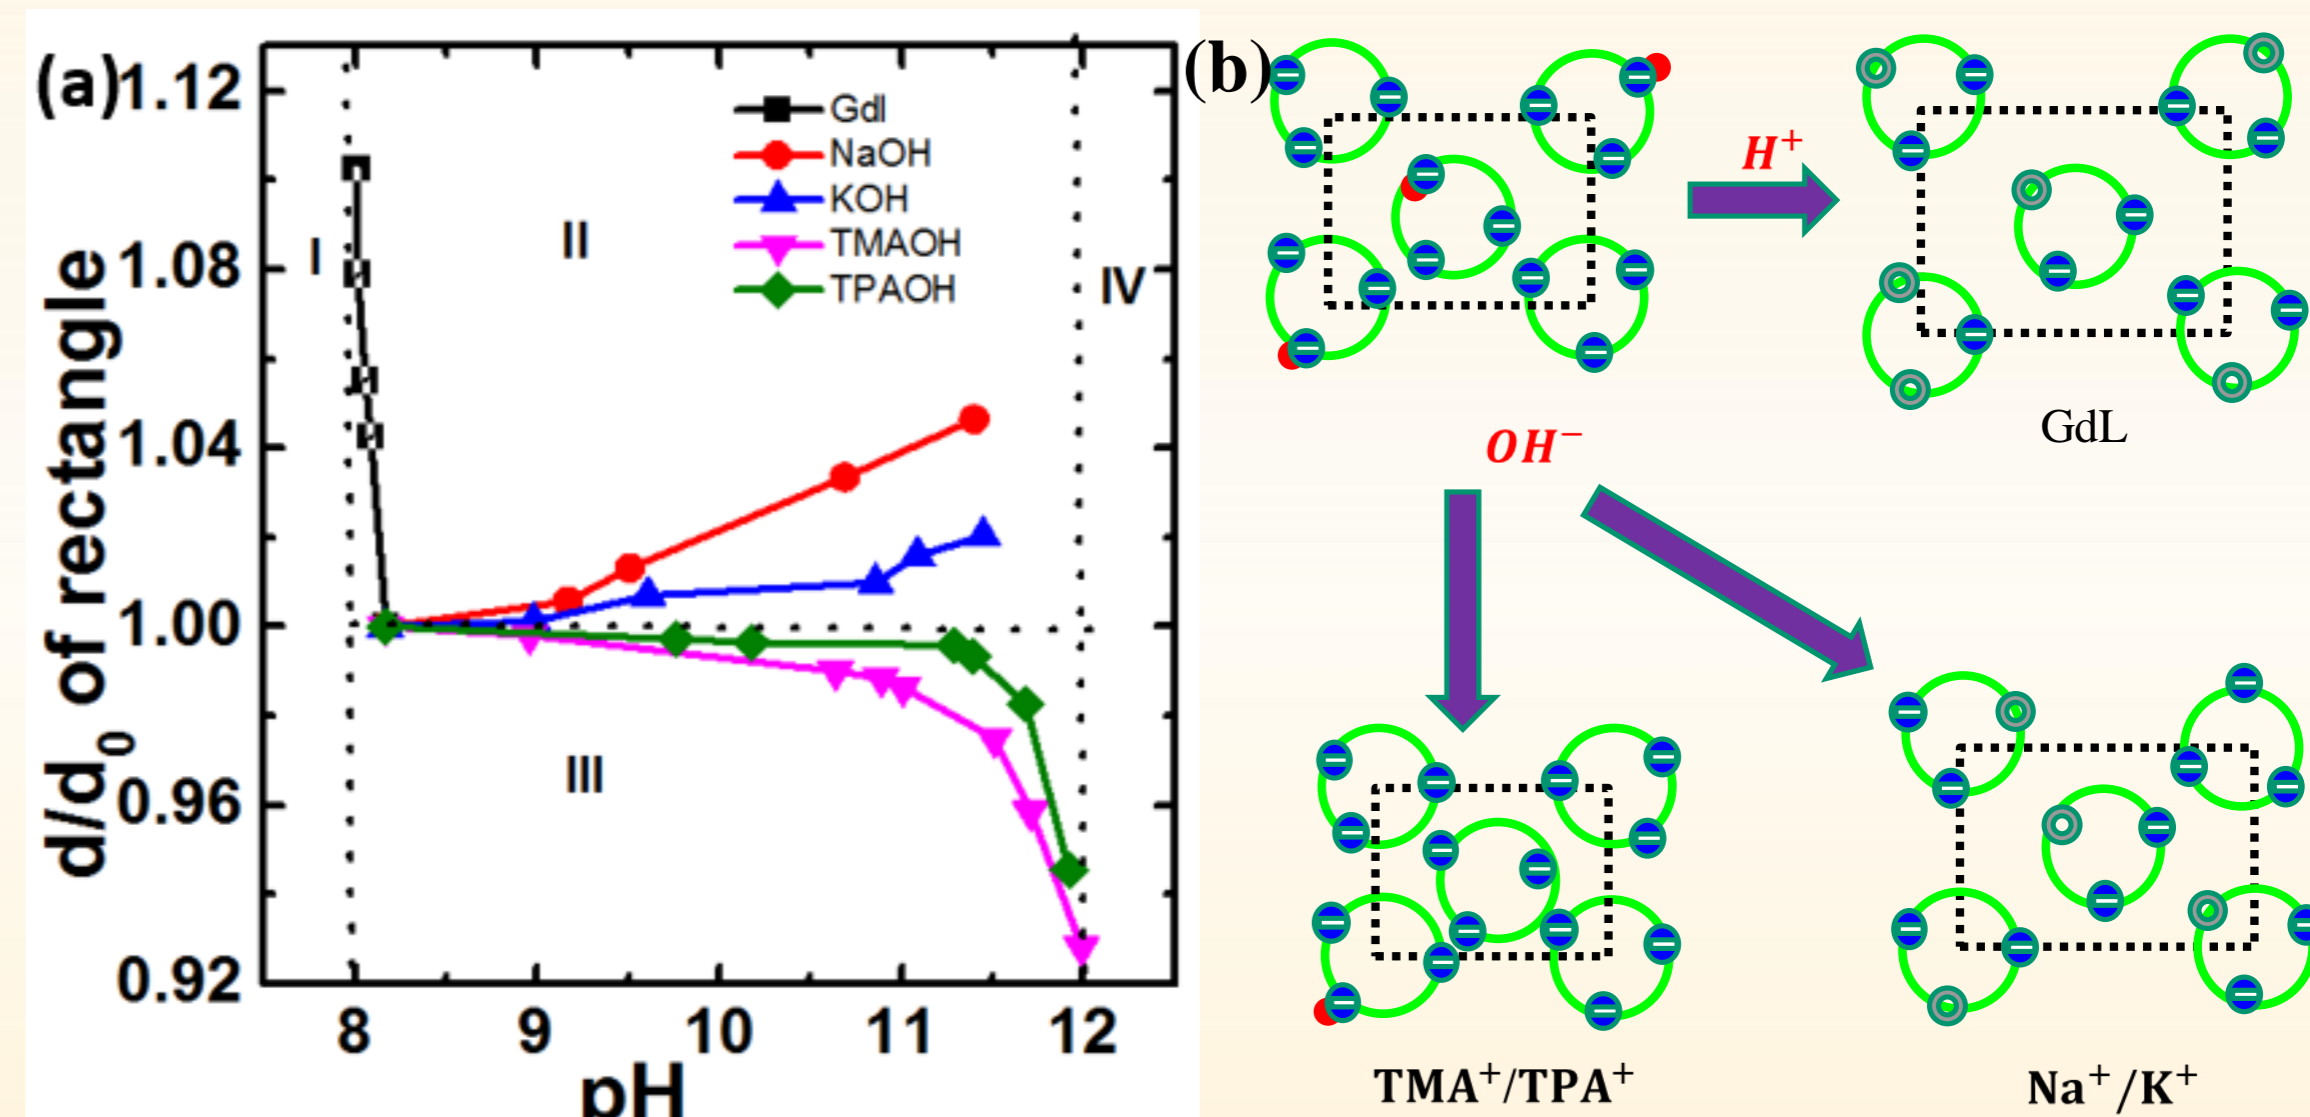 (a)
1.12
1.08
1.04
1.00
0.96
0.92
d/d₀ of rectangle
8 9 10 11 12
pH
I
II
III
IV
Gdl
NaOH
KOH
TMAOH
TPAOH
(b)
H⁺
GdL
OH⁻
TMA⁺/TPA⁺
Na⁺/K⁺